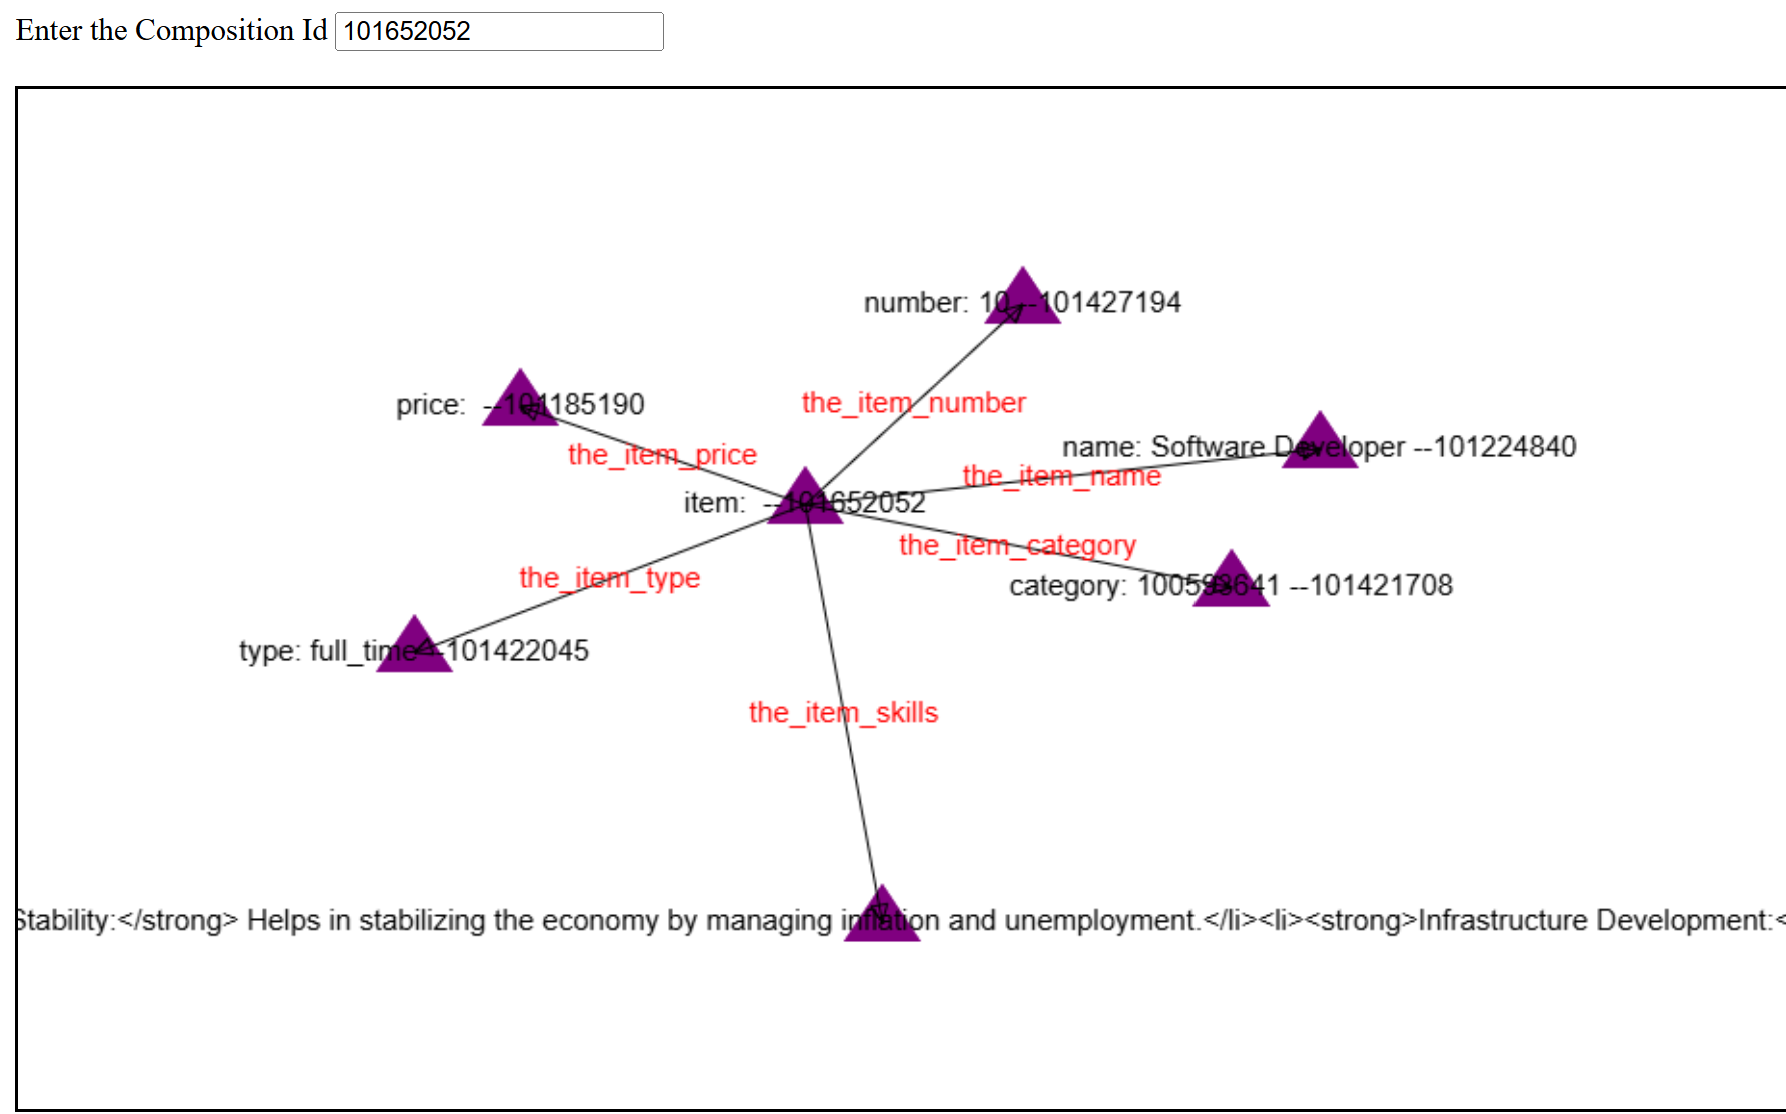 Enter the Composition Id 101652052
number: 10 --101427194
price:  --101185190
the_item_number
name: Software Developer --101224840
the_item_price
the_item_name
item:  --101652052
the_item_category
the_item_type
category: 100593641 --101421708
type: full_time --101422045
the_item_skills
Stability:</strong> Helps in stabilizing the economy by managing inflation and unemployment.</li><li><strong>Infrastructure Development:<